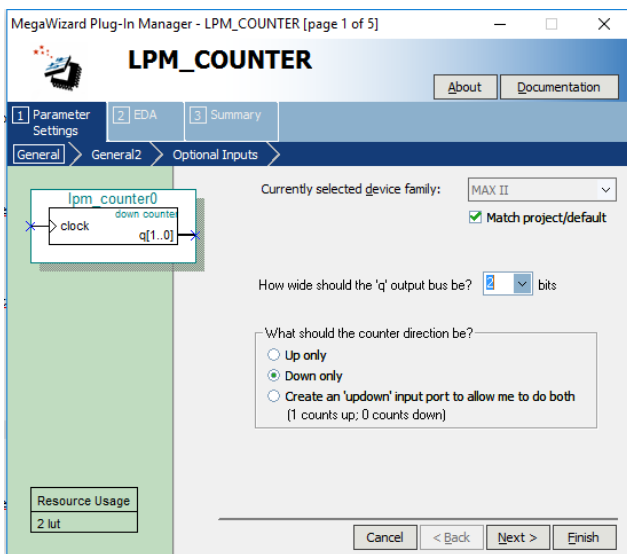 MegaWizard Plug-In Manager - LPM_COUNTER [page 1 of 5]
LPM_COUNTER
About
Documentation
1 Parameter Settings
2 EDA
3 Summary
General
General2
Optional Inputs
lpm_counter0
down counter
clock
q[1..0]
Currently selected device family:
MAX II
Match project/default
How wide should the 'q' output bus be?
2
bits
What should the counter direction be?
Up only
Down only
Create an 'updown' input port to allow me to do both
(1 counts up; 0 counts down)
Resource Usage
2 lut
Cancel
< Back
Next >
Finish